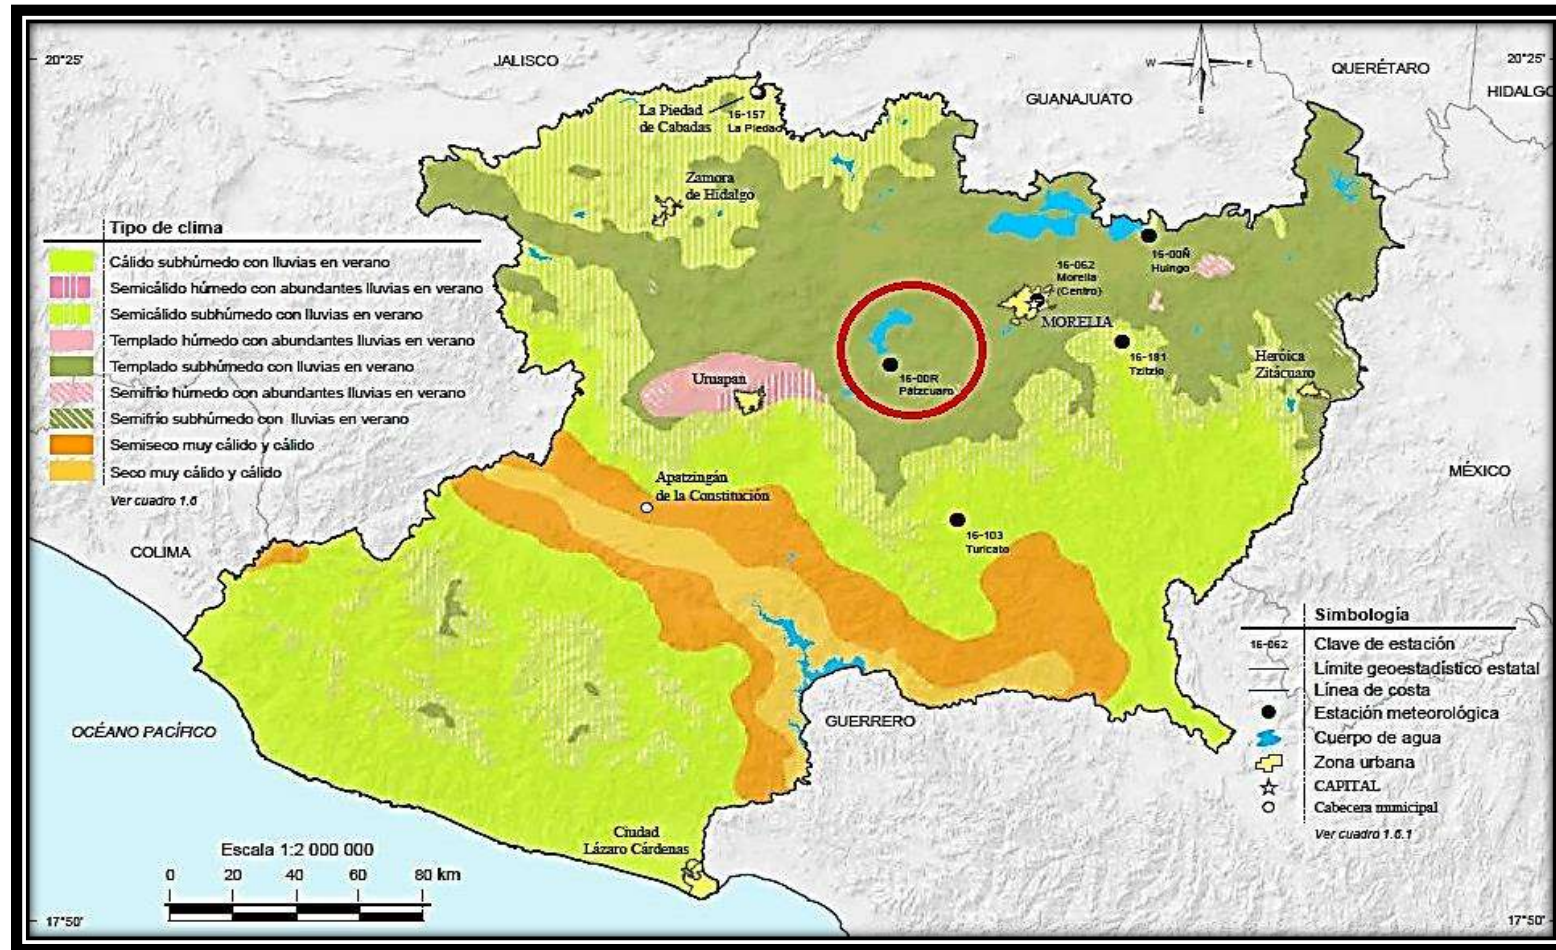 20°25'
JALISCO
QUERÉTARO
20°25'
HIDALGO
GUANAJUATO
W
E
S
La Piedad
de Cabadas
16-157
La Piedad
Zamora
de Hidalgo
Tipo de clima
Cálido subhúmedo con lluvias en verano
Semicálido húmedo con abundantes lluvias en verano
Semicálido subhúmedo con lluvias en verano
Templado húmedo con abundantes lluvias en verano
Templado subhúmedo con lluvias en verano
Semifrío húmedo con abundantes lluvias en verano
Semifrío subhúmedo con lluvias en verano
Semiseco muy cálido y cálido
Seco muy cálido y cálido
Ver cuadro 1.6
16-00Ñ
Huingo
16-062
Morelia
(Centro)
MORELIA
16-181
Tzitzio
Heróica
Zitácuaro
Uruapan
16-00R
Pátzcuaro
Apatzingán
de la Constitución
MÉXICO
16-103
Turicato
COLIMA
OCÉANO PACÍFICO
GUERRERO
Simbología
16-062
Clave de estación
Límite geoestadístico estatal
Línea de costa
Estación meteorológica
Cuerpo de agua
Zona urbana
CAPITAL
Cabecera municipal
Ver cuadro 1.6.1
Ciudad
Lázaro Cárdenas
Escala 1:2 000 000
0 20 40 60 80 km
17°50'
17°50'